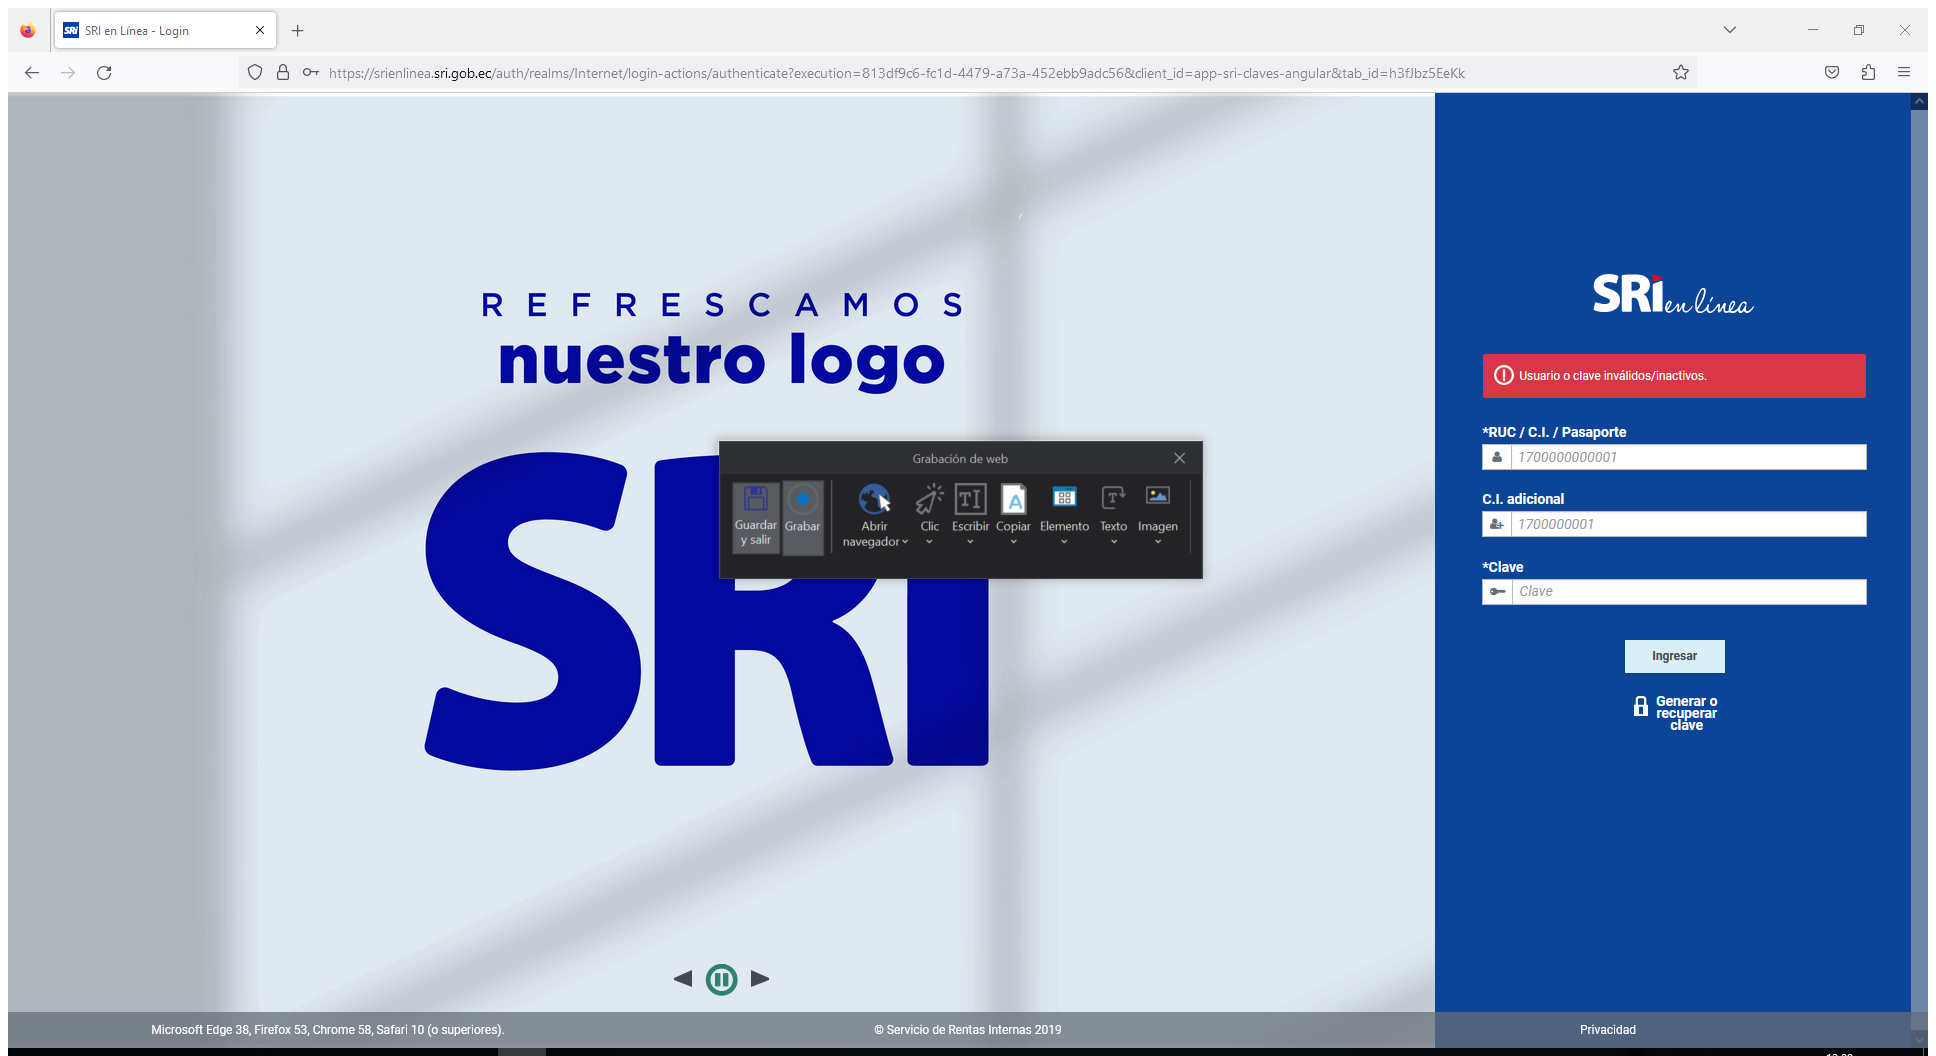 SRI en Línea - Login
https://srienlinea.sri.gob.ec/auth/realms/Internet/login-actions/authenticate?execution=813df9c6-fc1d-4479-a73a-452ebb9adc56&client_id=app-sri-claves-angular&tab_id=h3fJbz5EeKk
REFRESCAMOS
nuestro logo
SRI
Grabación de web
Guardar y salir
Grabar
Abrir navegador
Clic
Escribir
Copiar
Elemento
Texto
Imagen
SRI en línea
Usuario o clave inválidos/inactivos.
*RUC / C.I. / Pasaporte
1700000000001
C.I. adicional
1700000001
*Clave
Clave
Ingresar
Generar o
recuperar
clave
Microsoft Edge 38, Firefox 53, Chrome 58, Safari 10 (o superiores).
© Servicio de Rentas Internas 2019
Privacidad